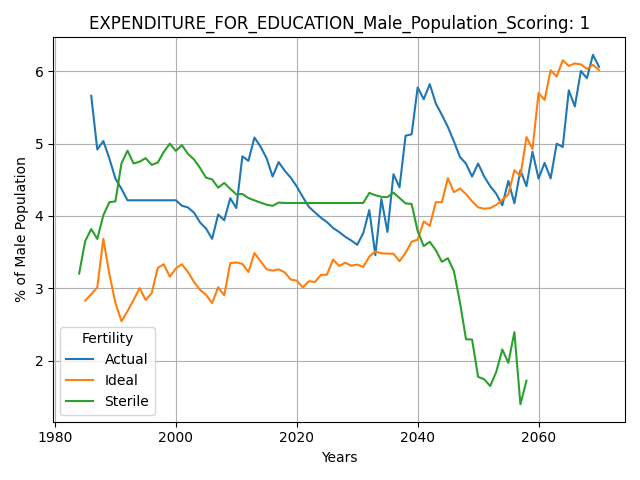 EXPENDITURE_FOR_EDUCATION_Male_Population_Scoring: 1
% of Male Population
6
5
4
3
2
Fertility
Actual
Ideal
Sterile
1980
2000
2020
2040
2060
Years